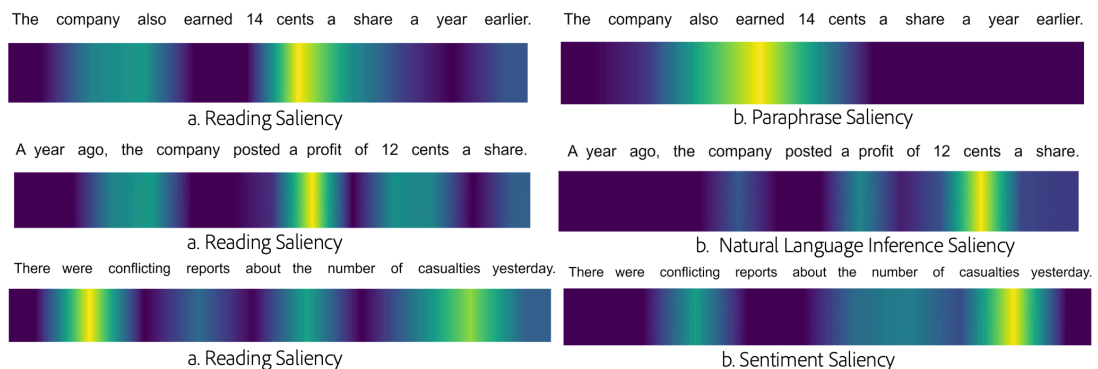 The company also earned 14 cents a share a year earlier.
a. Reading Saliency
The company also earned 14 cents a share a year earlier.
b. Paraphrase Saliency
A year ago, the company posted a profit of 12 cents a share.
a. Reading Saliency
A year ago, the company posted a profit of 12 cents a share.
b. Natural Language Inference Saliency
There were conflicting reports about the number of casualties yesterday.
a. Reading Saliency
There were conflicting reports about the number of casualties yesterday.
b. Sentiment Saliency